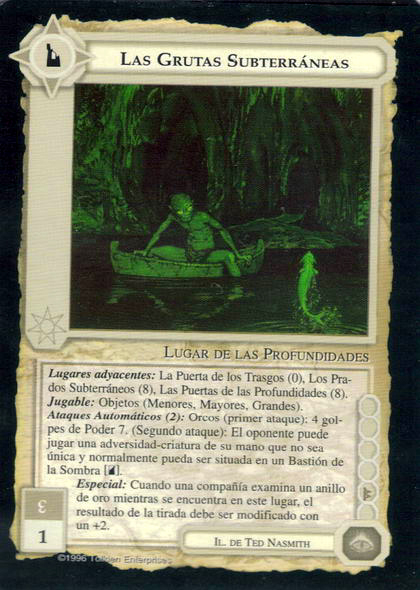 LAS GRUTAS SUBTERRÁNEAS
LUGAR DE LAS PROFUNDIDADES
Lugares adyacentes: La Puerta de los Trasgos (0), Los Pra-
dos Subterráneos (8), Las Puertas de las Profundidades (8).
Jugable: Objetos (Menores, Mayores, Grandes).
Ataques Automáticos (2): Orcos (primer ataque): 4 gol-
pes de Poder 7. (Segundo ataque): El oponente puede
jugar una adversidad-criatura de su mano que no sea
única y normalmente pueda ser situada en un Bastión de
la Sombra [].
Especial: Cuando una compañía examina un anillo
de oro mientras se encuentra en este lugar, el
resultado de la tirada debe ser modificado con
un +2.
1
IL. DE TED NASMITH
©1996 Tolkien Enterprises